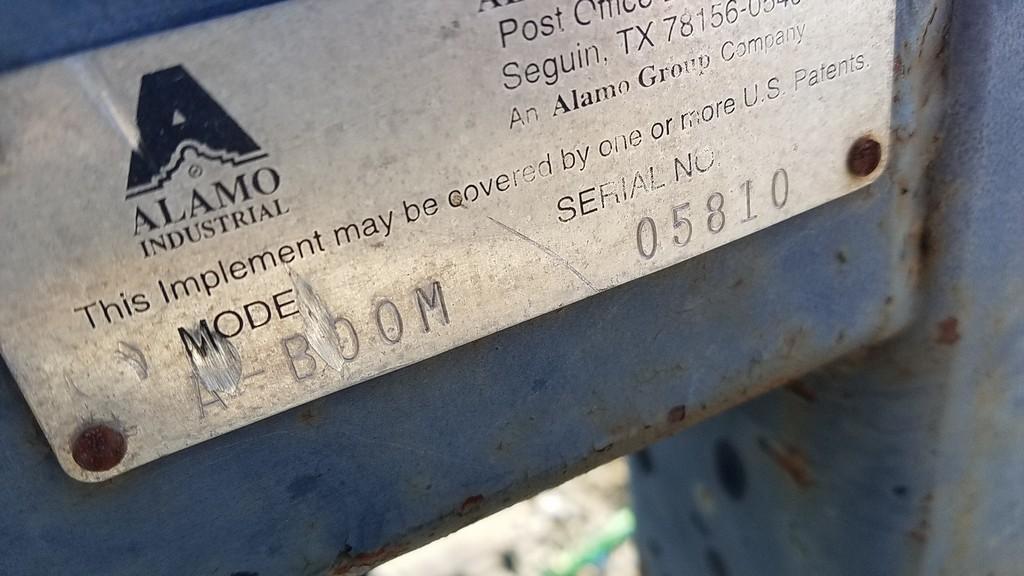 Post Office
Seguin, TX 78156-0
An Alamo Group Company
ALAMO
INDUSTRIAL
This Implement may be covered by one or more U.S. Patents.
MODE
SERIAL NO.
A-BOOM
05810